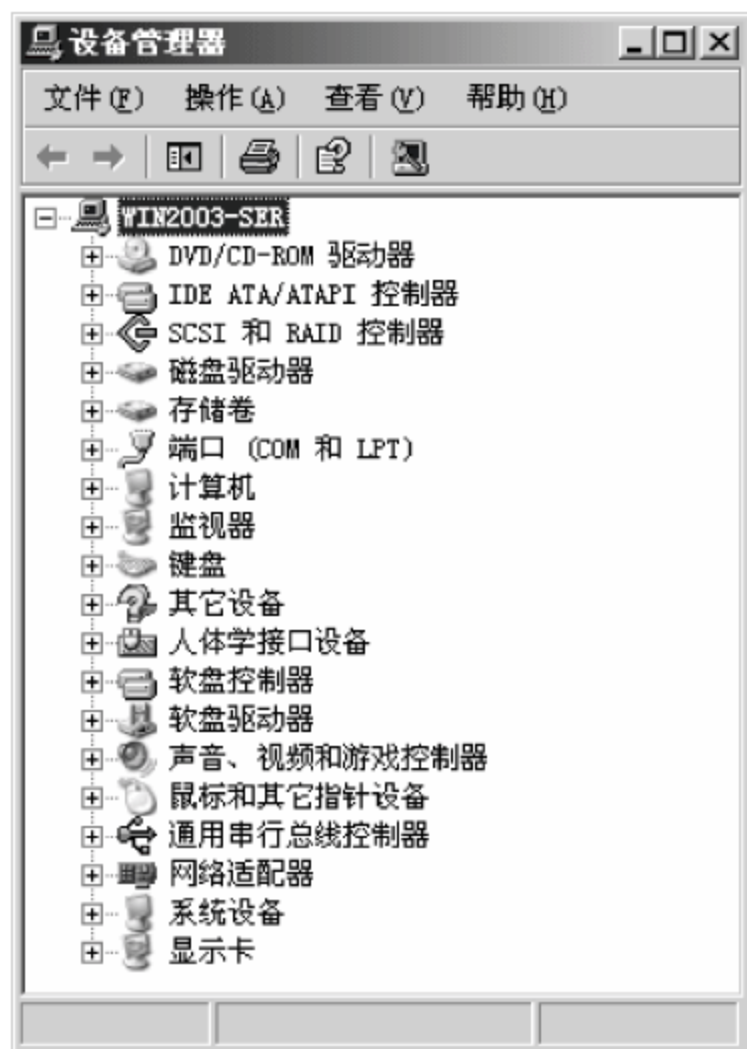 设备管理器
文件(F) 操作(A) 查看(V) 帮助(H)
WIN2003-SER
DVD/CD-ROM 驱动器
IDE ATA/ATAPI 控制器
SCSI 和 RAID 控制器
磁盘驱动器
存储卷
端口 (COM 和 LPT)
计算机
监视器
键盘
其它设备
人体学接口设备
软盘控制器
软盘驱动器
声音、视频和游戏控制器
鼠标和其它指针设备
通用串行总线控制器
网络适配器
系统设备
显示卡